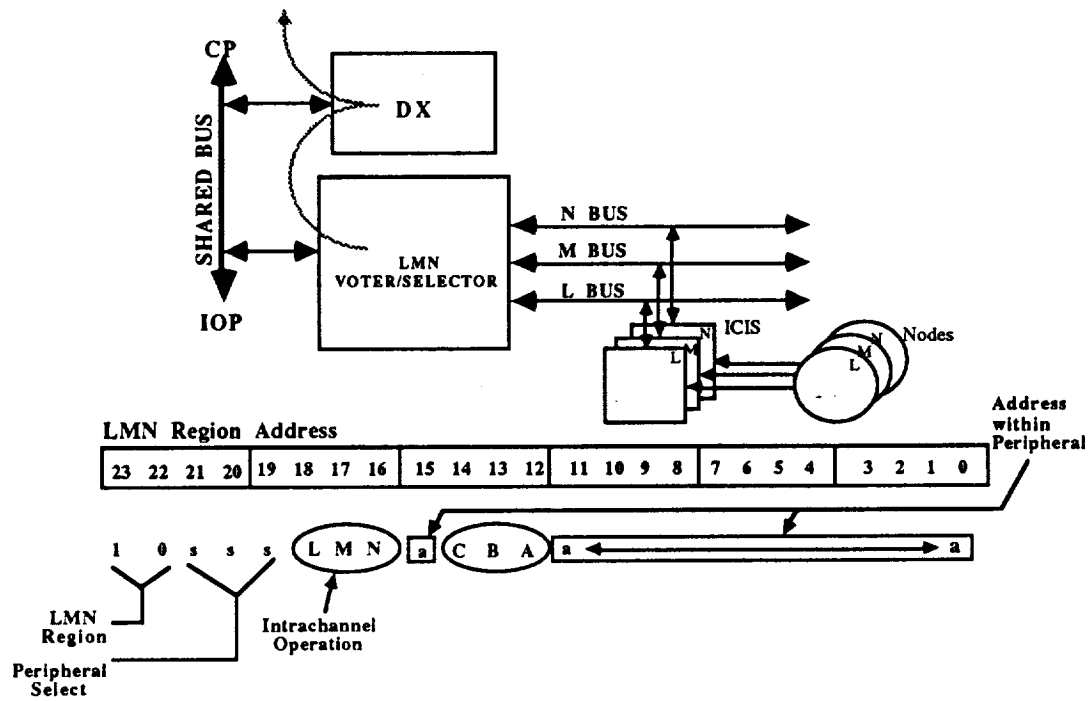 CP
DX
SHARED BUS
IOP
LMN
VOTER/SELECTOR
N BUS
M BUS
L BUS
ICIS
N
M
L
Nodes
N
M
L
Address
within
Peripheral
LMN Region Address
23 22 21 20 19 18 17 16 15 14 13 12 11 10 9 8 7 6 5 4 3 2 1 0
1 0 s s s L M N a C B A a a
LMN
Region
Intrachannel
Operation
Peripheral
Select